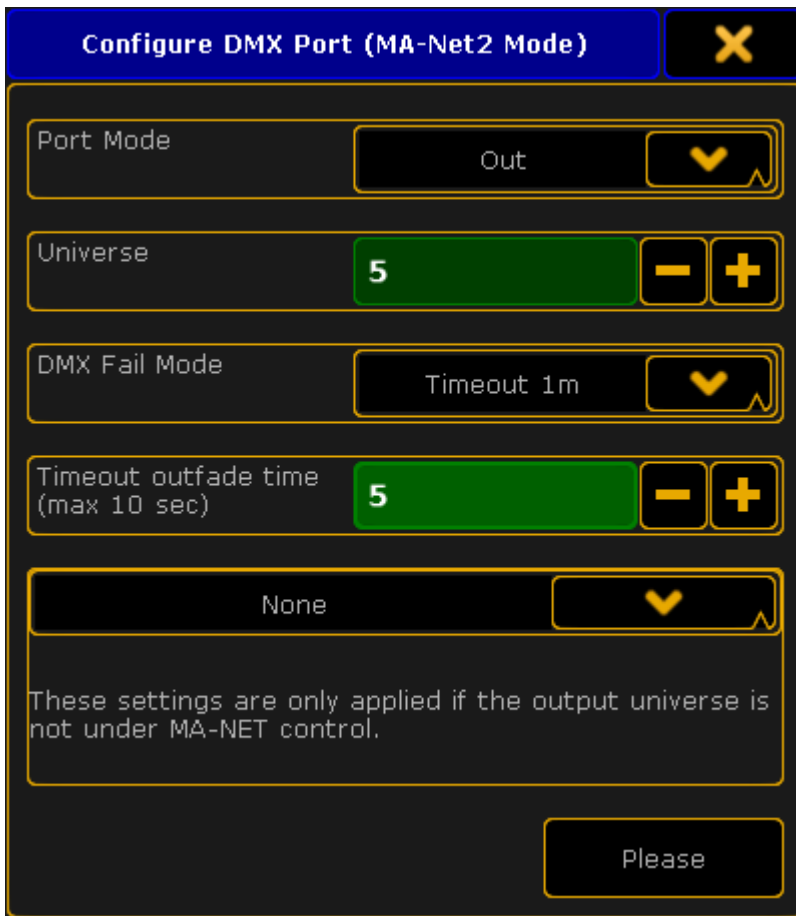 Configure DMX Port (MA-Net2 Mode)
Port Mode
Out
Universe
5
DMX Fail Mode
Timeout 1m
Timeout outfade time
(max 10 sec)
5
None
These settings are only applied if the output universe is
not under MA-NET control.
Please